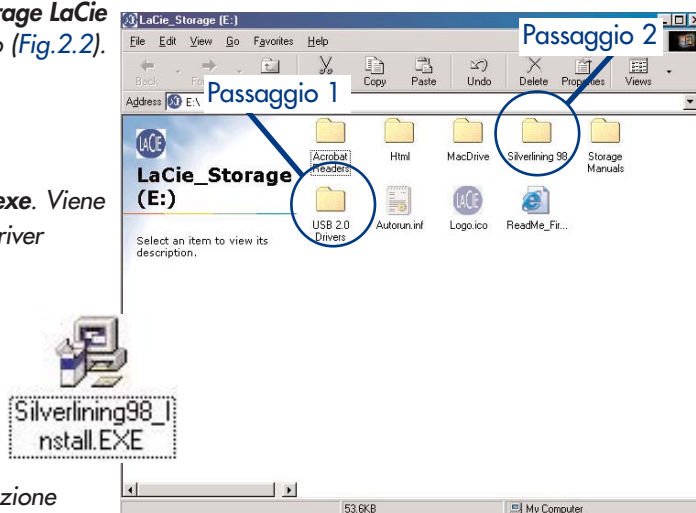 rage LaCie
o (Fig.2.2).
exe. Viene
river
Silverlining98_I
nstall.EXE
zione
LaCie_Storage (E:)
File Edit View Go Favorites Help
Passaggio 2
Back Copy Paste Undo Delete Properties Views
Address E:\
Passaggio 1
LACIE
LaCie_Storage
(E:)
Select an item to view its
description.
Acrobat
Readers
Html
MacDrive
Silverlining 98
Storage
Manuals
USB 2.0
Drivers
Autorun.inf
Logo.ico
ReadMe_Fir...
53.6KB
My Computer